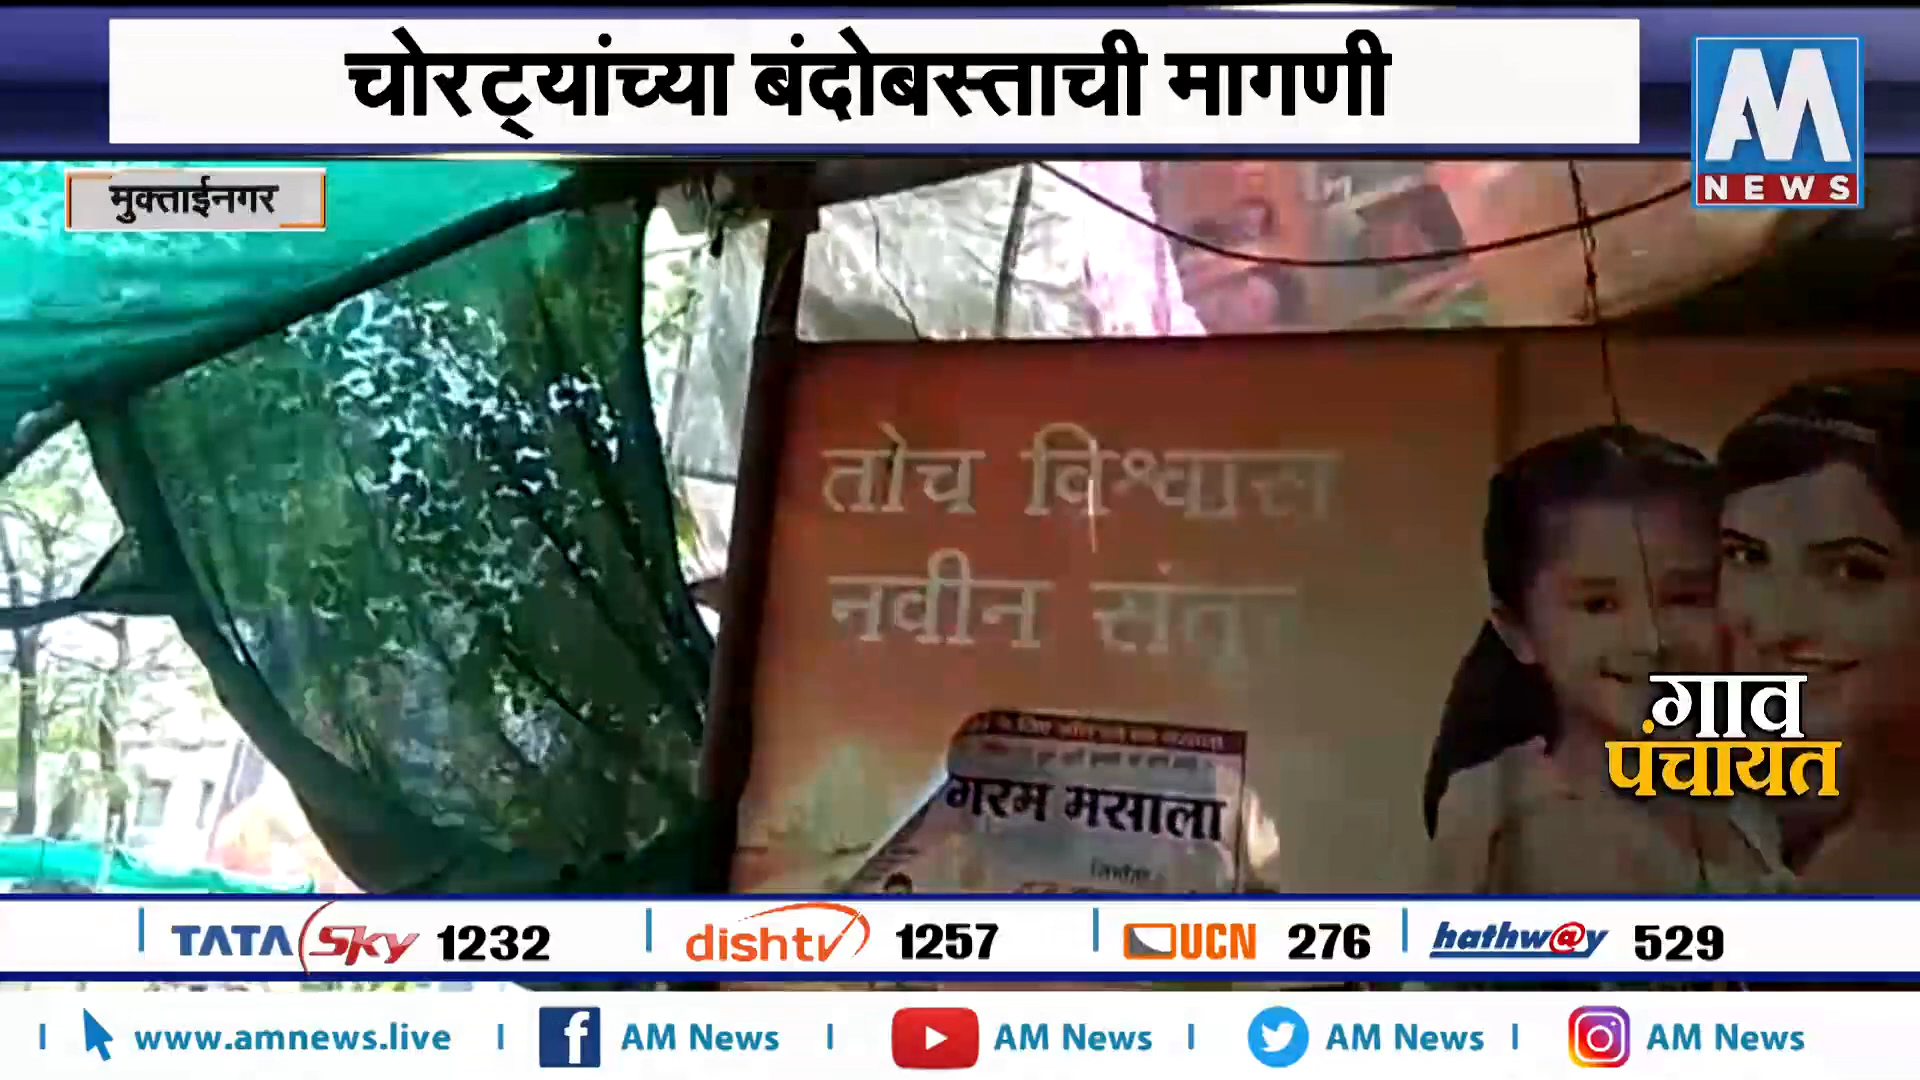 चोरट्यांच्या बंदोबस्ताची मागणी
AM
NEWS
मुक्ताईनगर
तोच विश्वास
नवीन
गरम मसाला
गाव
पंचायत
TATA Sky 1232
dishtv 1257
UCN 276
hathw@y 529
www.amnews.live
AM News
AM News
AM News
AM News